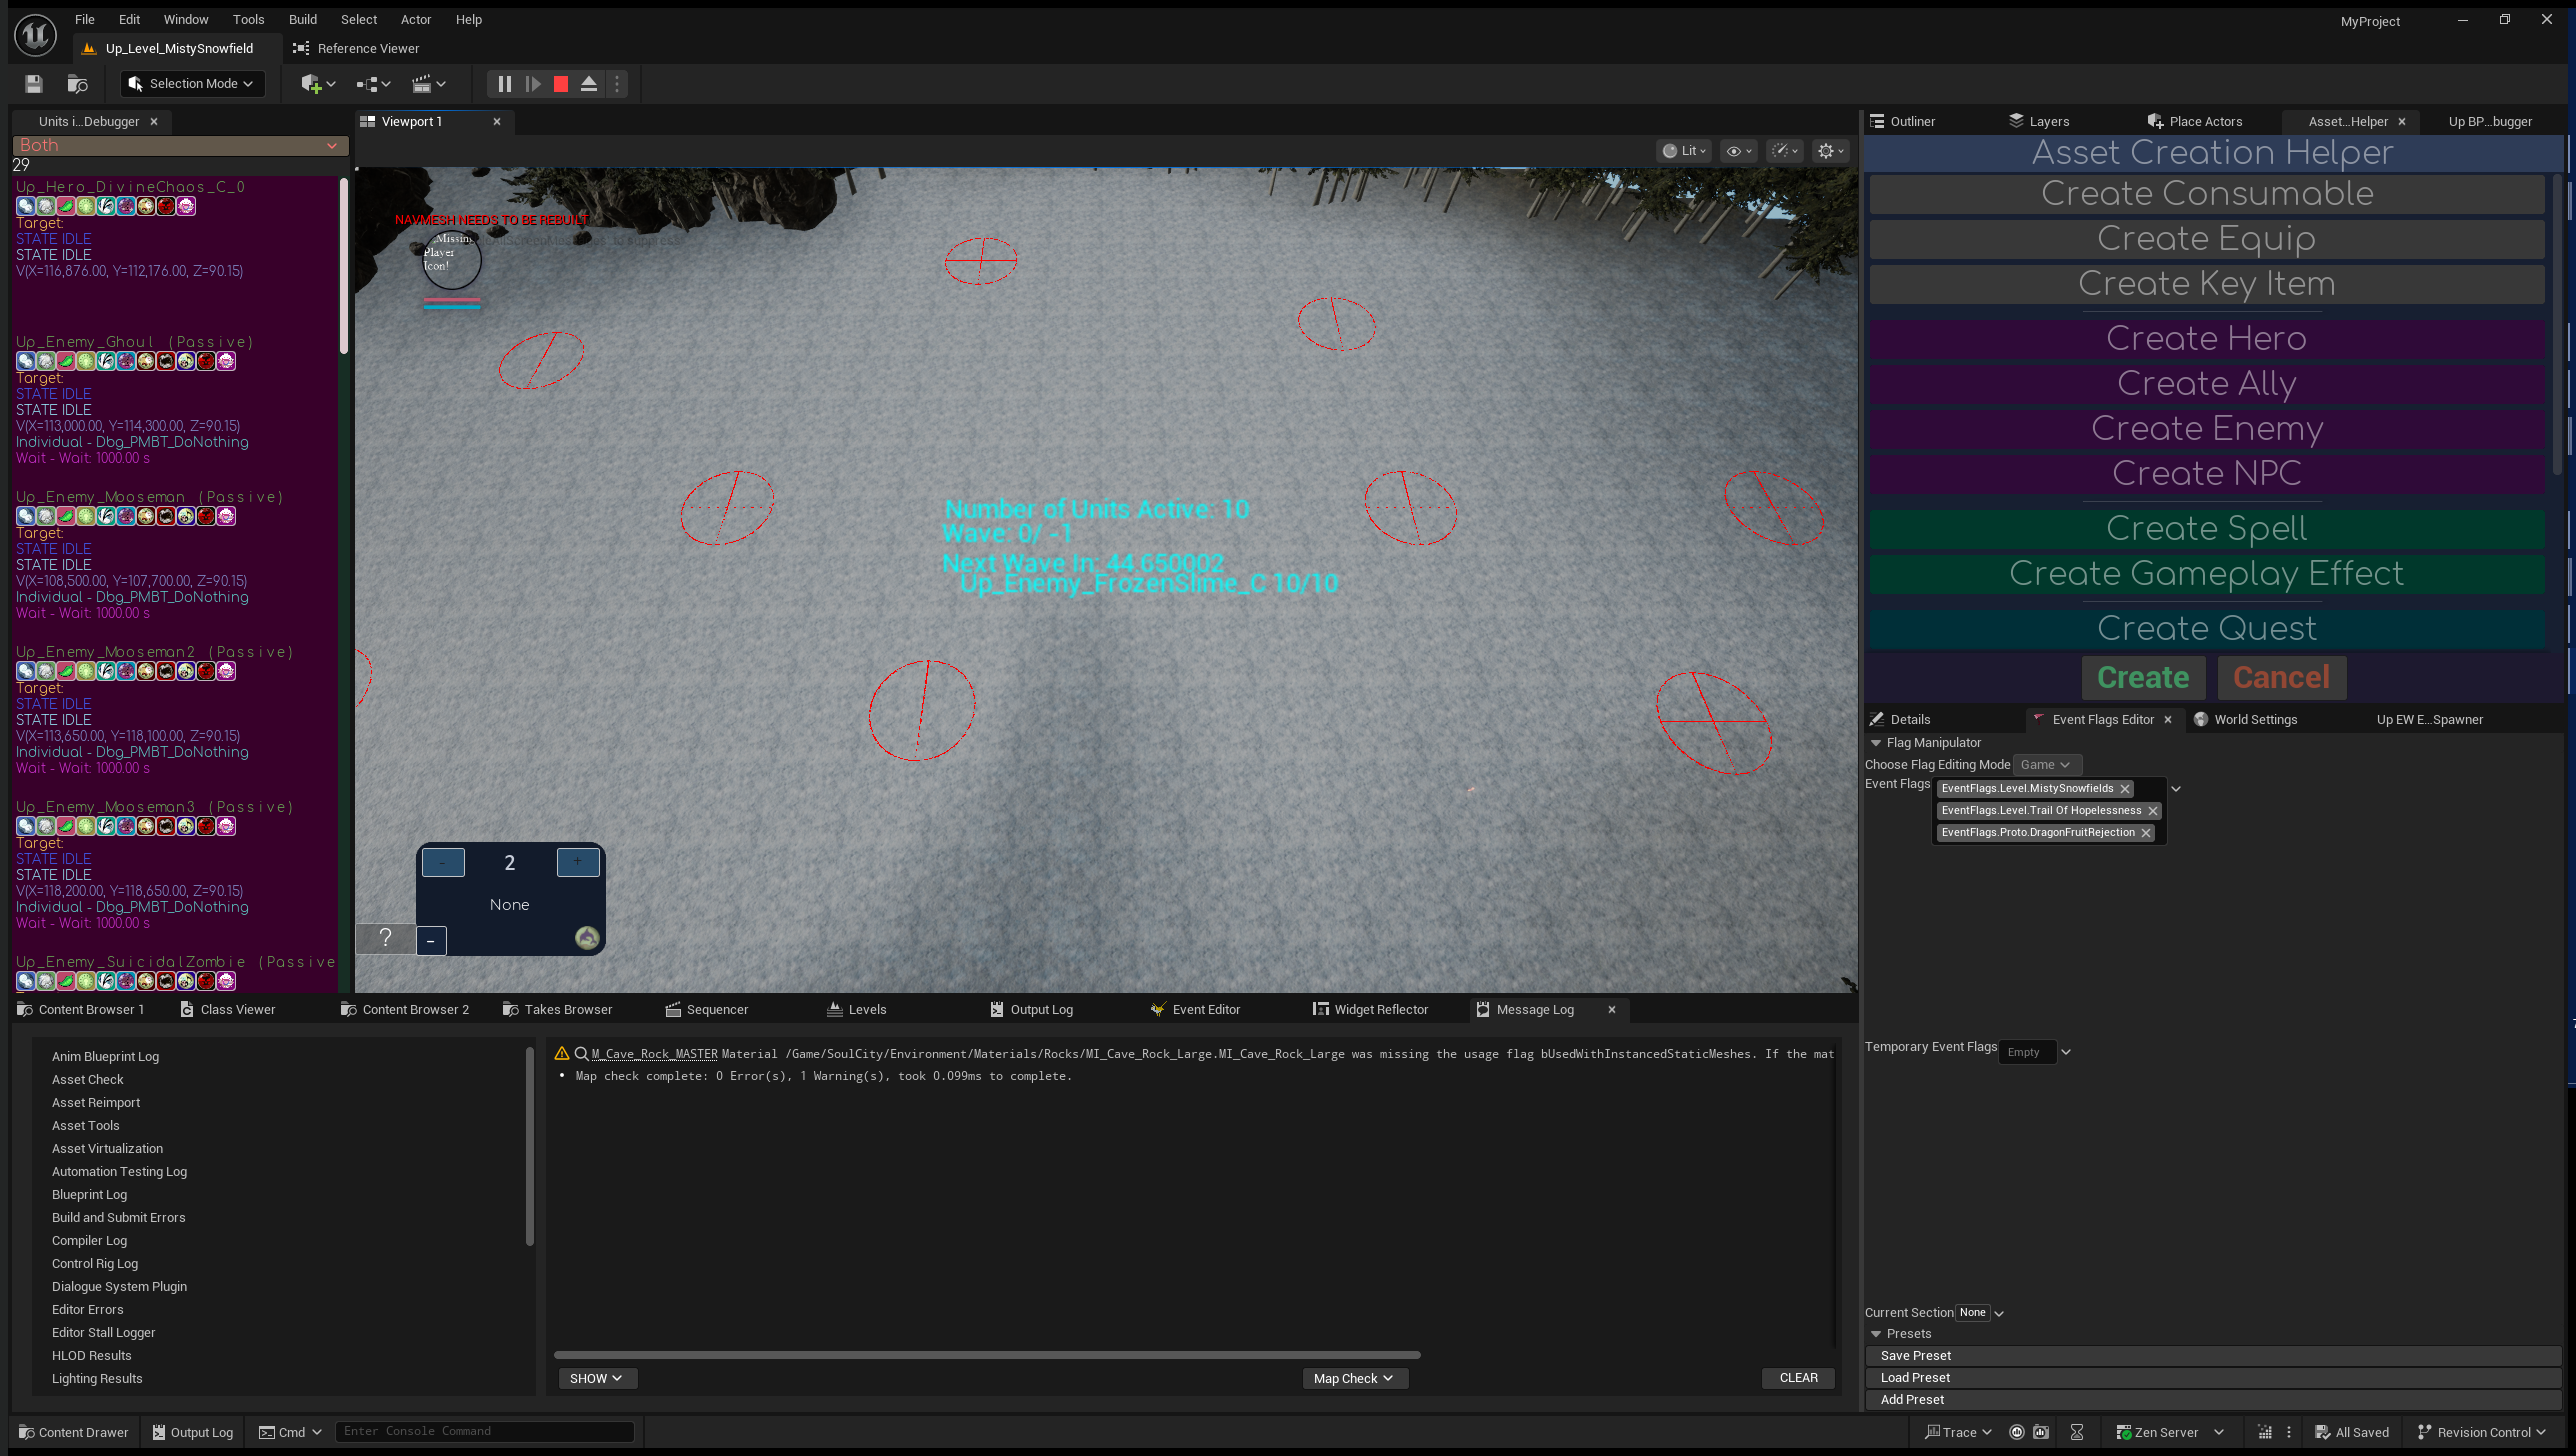 File Edit Window Tools Build Select Actor Help
MyProject
Up_Level_MistySnowfield
Reference Viewer
Selection Mode
Units i...Debugger
Both
29
Up_Hero_DivineChaos_C_0
Target:
STATE IDLE
STATE IDLE
V(X=116,876.00, Y=112,176.00, Z=90.15)
Up_Enemy_Ghoul (Passive)
Target:
STATE IDLE
STATE IDLE
V(X=113,000.00, Y=114,300.00, Z=90.15)
Individual - Dbg_PMBT_DoNothing
Wait - Wait: 1000.00 s
Up_Enemy_Mooseman (Passive)
Target:
STATE IDLE
STATE IDLE
V(X=108,500.00, Y=107,700.00, Z=90.15)
Individual - Dbg_PMBT_DoNothing
Wait - Wait: 1000.00 s
Up_Enemy_Mooseman2 (Passive)
Target:
STATE IDLE
STATE IDLE
V(X=113,650.00, Y=118,100.00, Z=90.15)
Individual - Dbg_PMBT_DoNothing
Wait - Wait: 1000.00 s
Up_Enemy_Mooseman3 (Passive)
Target:
STATE IDLE
STATE IDLE
V(X=118,200.00, Y=118,650.00, Z=90.15)
Individual - Dbg_PMBT_DoNothing
Wait - Wait: 1000.00 s
Up_Enemy_SuicidalZombie (Passive
Viewport 1
Lit
NAVMESH NEEDS TO BE REBUILT
Missing
Player
Icon!
Number of Units Active: 10
Wave: 0/ -1
Next Wave In: 44.650002
Up_Enemy_FrozenSlime_C 10/10
- 2 +
None
? -
Outliner
Layers
Place Actors
Asset...Helper
Up BP...bugger
Asset Creation Helper
Create Consumable
Create Equip
Create Key Item
Create Hero
Create Ally
Create Enemy
Create NPC
Create Spell
Create Gameplay Effect
Create Quest
Create Cancel
Details
Event Flags Editor
World Settings
Up EW E...Spawner
Flag Manipulator
Choose Flag Editing Mode Game
Event Flags
EventFlags.Level.MistySnowfields
EventFlags.Level.Trail Of Hopelessness
EventFlags.Proto.DragonFruitRejection
Temporary Event Flags Empty
Current Section None
Presets
Save Preset
Load Preset
Add Preset
Content Browser 1
Class Viewer
Content Browser 2
Takes Browser
Sequencer
Levels
Output Log
Event Editor
Widget Reflector
Message Log
Anim Blueprint Log
Asset Check
Asset Reimport
Asset Tools
Asset Virtualization
Automation Testing Log
Blueprint Log
Build and Submit Errors
Compiler Log
Control Rig Log
Dialogue System Plugin
Editor Errors
Editor Stall Logger
HLOD Results
Lighting Results
M_Cave_Rock_MASTER Material /Game/SoulCity/Environment/Materials/Rocks/MI_Cave_Rock_Large.MI_Cave_Rock_Large was missing the usage flag bUsedWithInstancedStaticMeshes. If the mat
Map check complete: 0 Error(s), 1 Warning(s), took 0.099ms to complete.
SHOW
Map Check
CLEAR
Content Drawer
Output Log
Cmd
Enter Console Command
Trace
Zen Server
All Saved
Revision Control